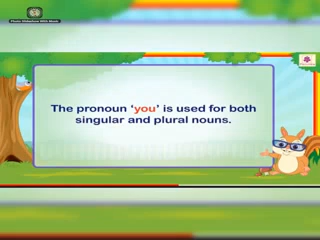 The pronoun 'you' is used for both
singular and plural nouns.